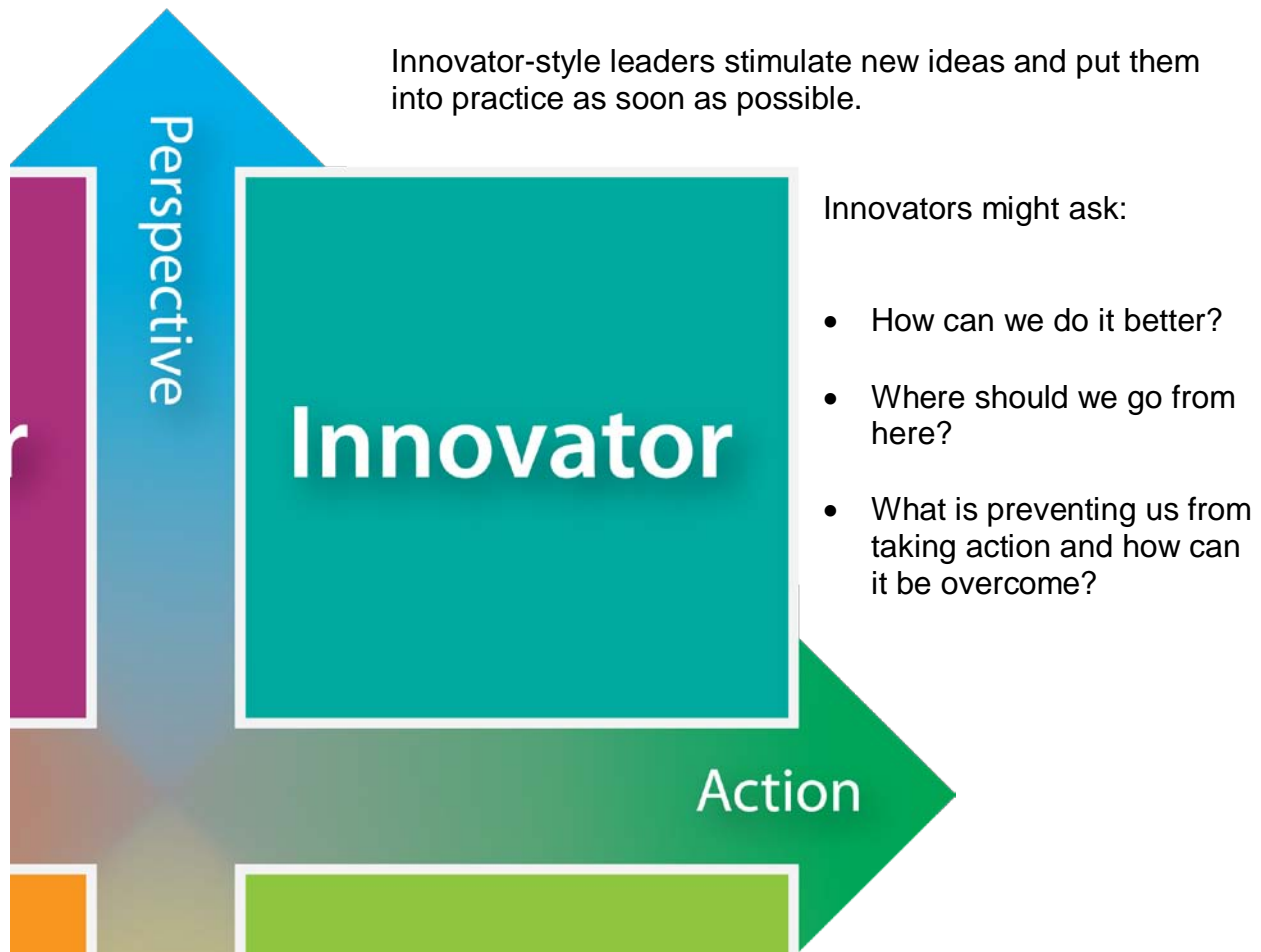 Innovator-style leaders stimulate new ideas and put them
into practice as soon as possible.
Perspective
r
Innovator
Innovators might ask:
• How can we do it better?
• Where should we go from
here?
• What is preventing us from
taking action and how can
it be overcome?
Action